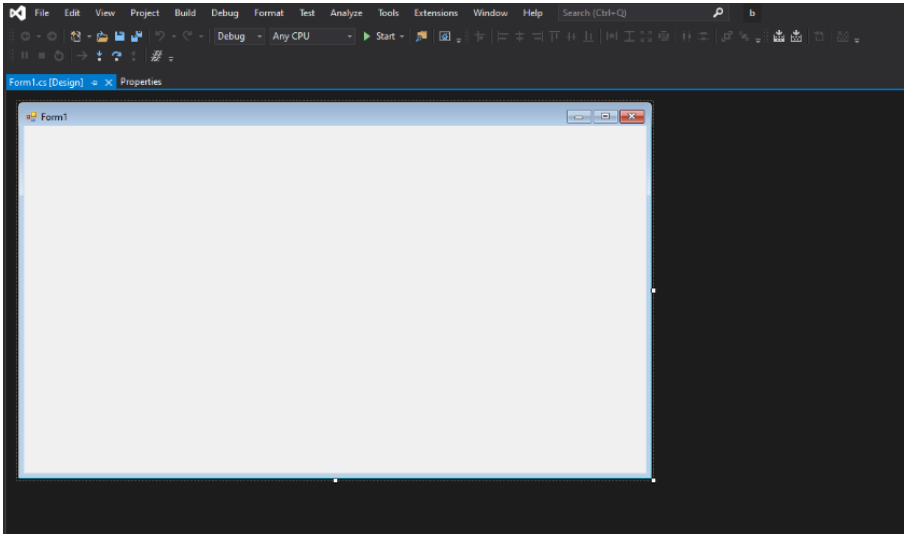 File Edit View Project Build Debug Format Test Analyze Tools Extensions Window Help Search (Ctrl+Q) b
Debug Any CPU Start
Form1.cs [Design] Properties
Form1